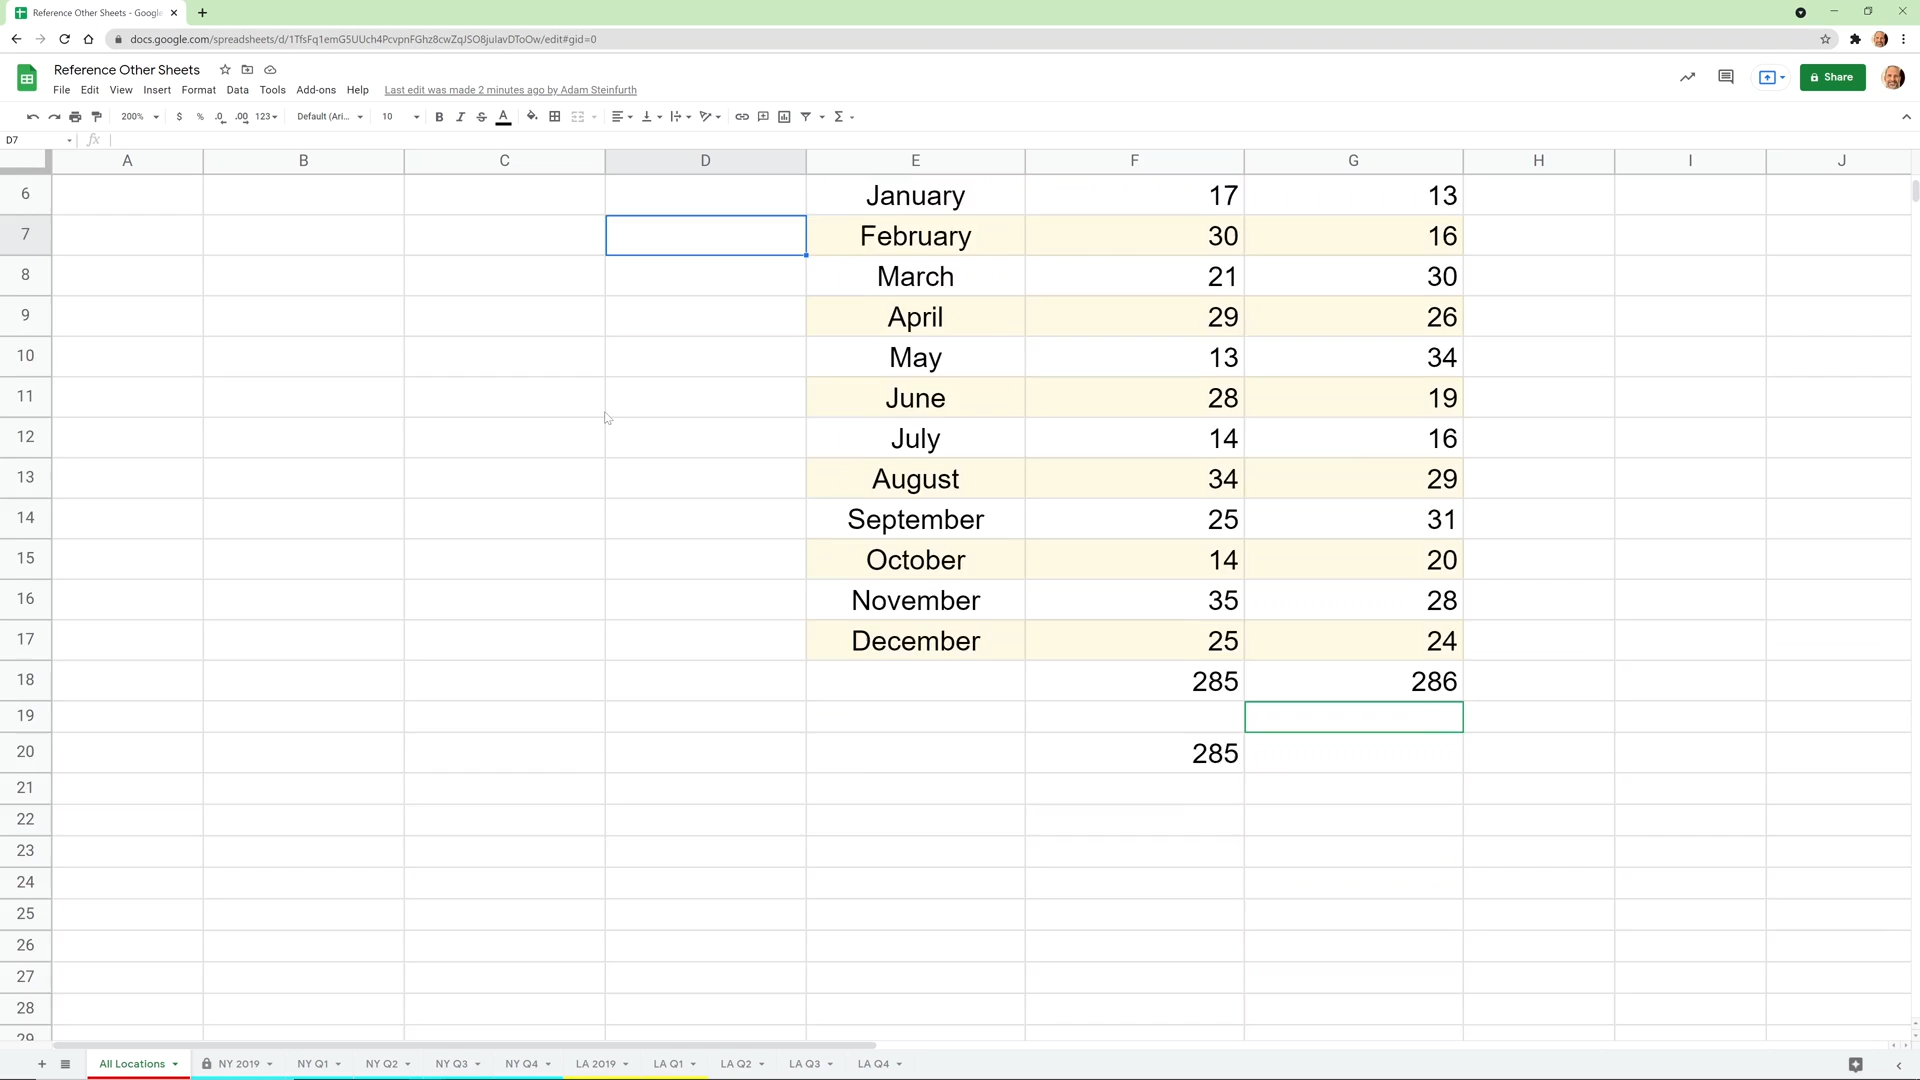 Reference Other Sheets - Google
docs.google.com/spreadsheets/d/1TfsFq1emG5UUch4PcvpnFGhz8cwZqJSO8juIavDToOw/edit#gid=0
Reference Other Sheets
File Edit View Insert Format Data Tools Add-ons Help Last edit was made 2 minutes ago by Adam Steinfurth
Share
200% $ % .0 .00 123 Default (Ari... 10 B I S A Σ
D7 fx
A B C D E F G H I J
6 January 17 13
7 February 30 16
8 March 21 30
9 April 29 26
10 May 13 34
11 June 28 19
12 July 14 16
13 August 34 29
14 September 25 31
15 October 14 20
16 November 35 28
17 December 25 24
18 285 286
19
20 285
21
22
23
24
25
26
27
28
29
All Locations NY 2019 NY Q1 NY Q2 NY Q3 NY Q4 LA 2019 LA Q1 LA Q2 LA Q3 LA Q4